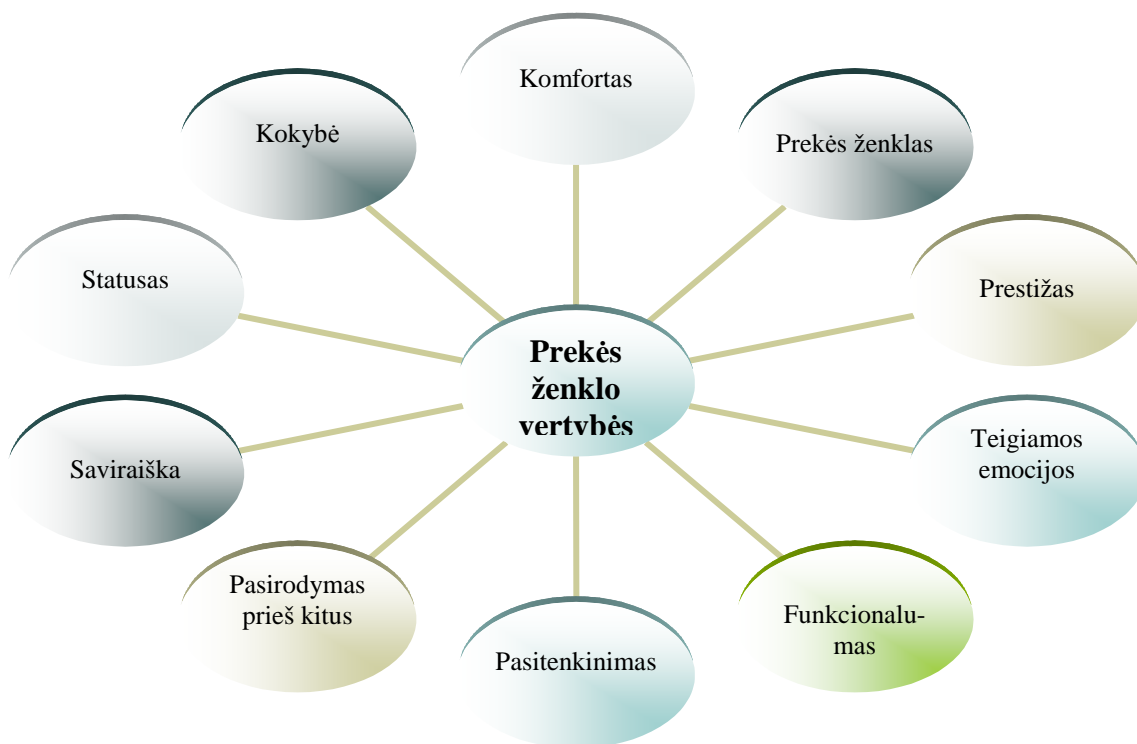 Komfortas
Prekės ženklas
Prestižas
Teigiamos
emocijos
Funkcionalu-
mas
Pasitenkinimas
Pasirodymas
prieš kitus
Saviraiška
Statusas
Kokybė
Prekės
ženklo
vertybės